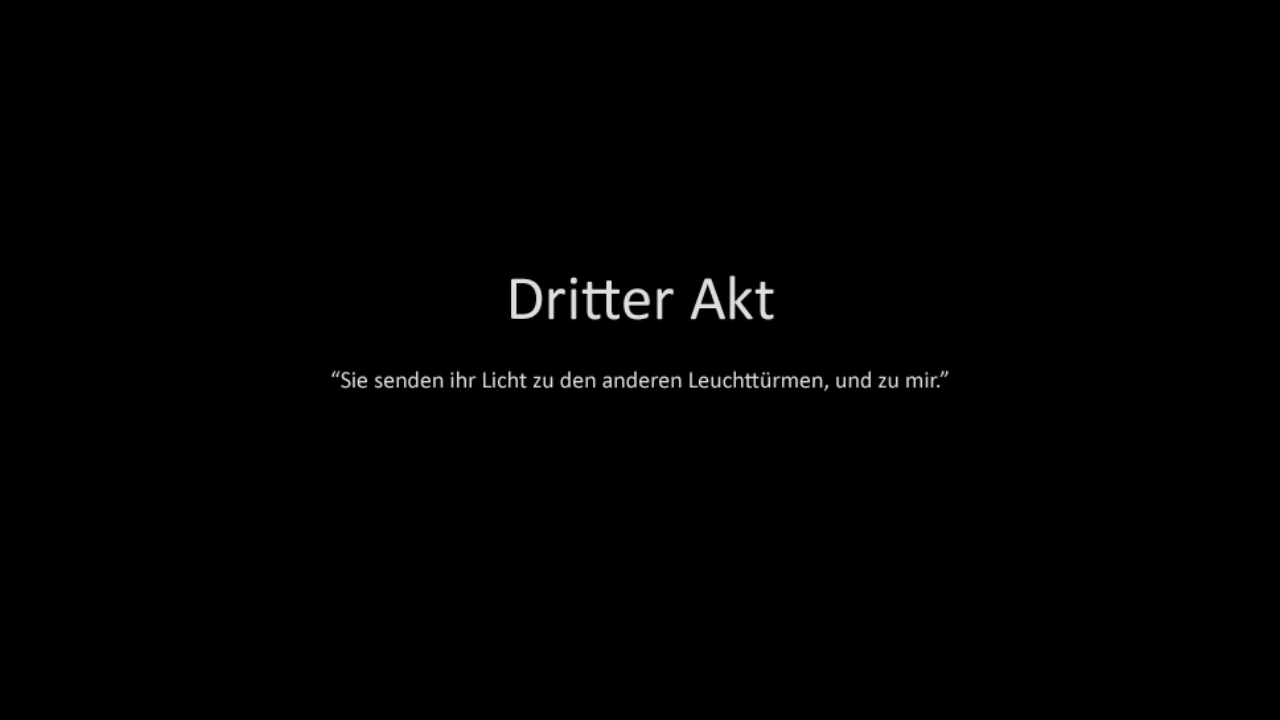 Dritter Akt
“Sie senden ihr Licht zu den anderen Leuchttürmen, und zu mir.”